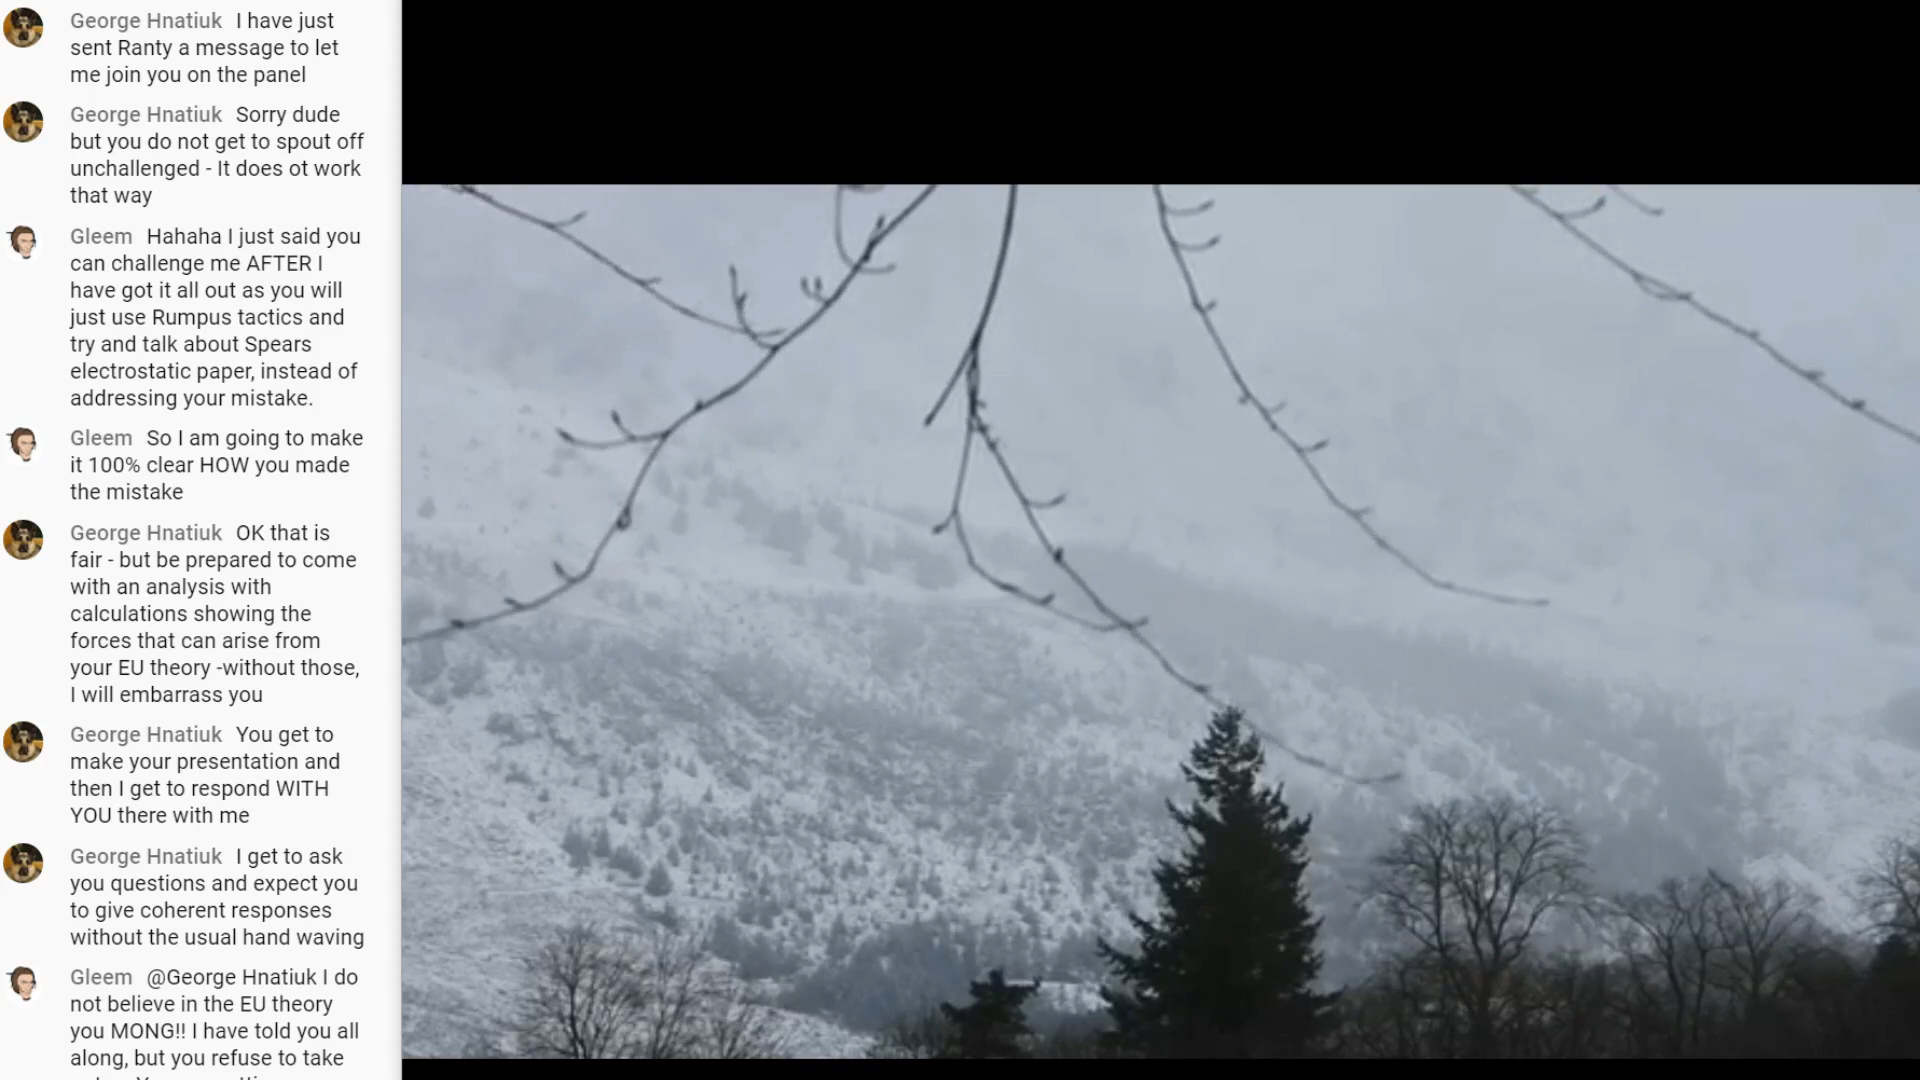 George Hnatiuk I have just
sent Ranty a message to let
me join you on the panel
George Hnatiuk Sorry dude
but you do not get to spout off
unchallenged - It does ot work
that way
Gleem Hahaha I just said you
can challenge me AFTER I
have got it all out as you will
just use Rumpus tactics and
try and talk about Spears
electrostatic paper, instead of
addressing your mistake.
Gleem So I am going to make
it 100% clear HOW you made
the mistake
George Hnatiuk OK that is
fair - but be prepared to come
with an analysis with
calculations showing the
forces that can arise from
your EU theory -without those,
I will embarrass you
George Hnatiuk You get to
make your presentation and
then I get to respond WITH
YOU there with me
George Hnatiuk I get to ask
you questions and expect you
to give coherent responses
without the usual hand waving
Gleem @George Hnatiuk I do
not believe in the EU theory
you MONG!! I have told you all
along, but you refuse to take